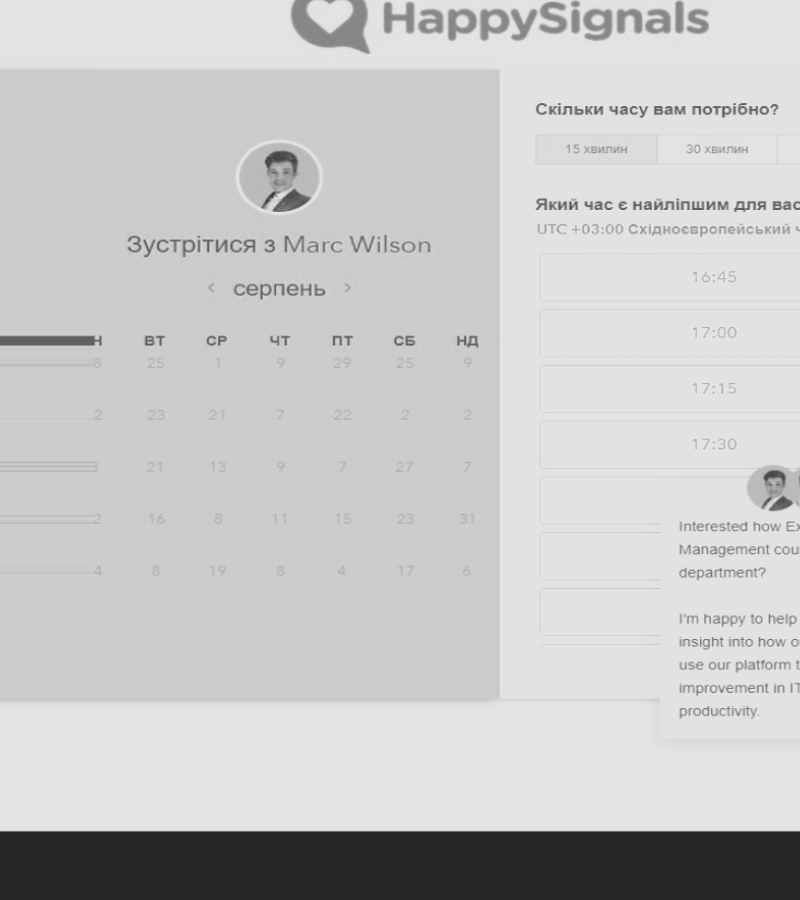 HappySignals
Зустрітися з Marc Wilson
‹ серпень ›
ВТ СР ЧТ ПТ СБ НД
8 25 1 9 29 25 9
2 23 21 7 22 2 2
21 13 9 7 27 7
2 16 8 11 15 23 31
4 8 19 8 4 17 6
Скільки часу вам потрібно?
15 хвилин 30 хвилин
Який час є найліпшим для вас
UTC +03:00 Східноєвропейський
16:45
17:00
17:15
17:30
Interested how
Management
department?
I'm happy to help
insight into how
use our platform
improvement in IT
productivity.